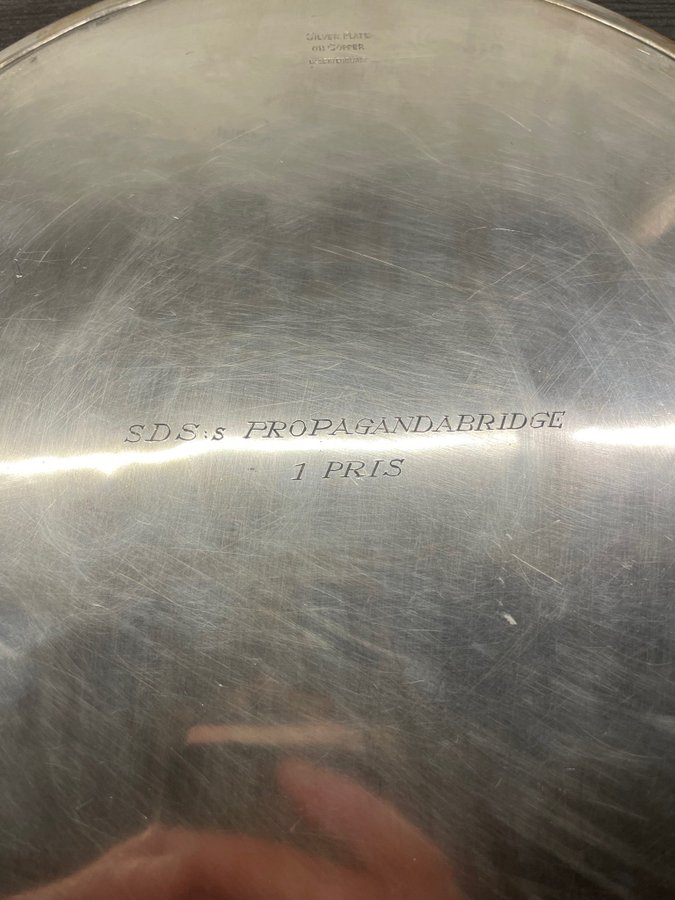 SILVER PLATE
ON COPPER
SDS:s PROPAGANDABRIDGE
1 PRIS